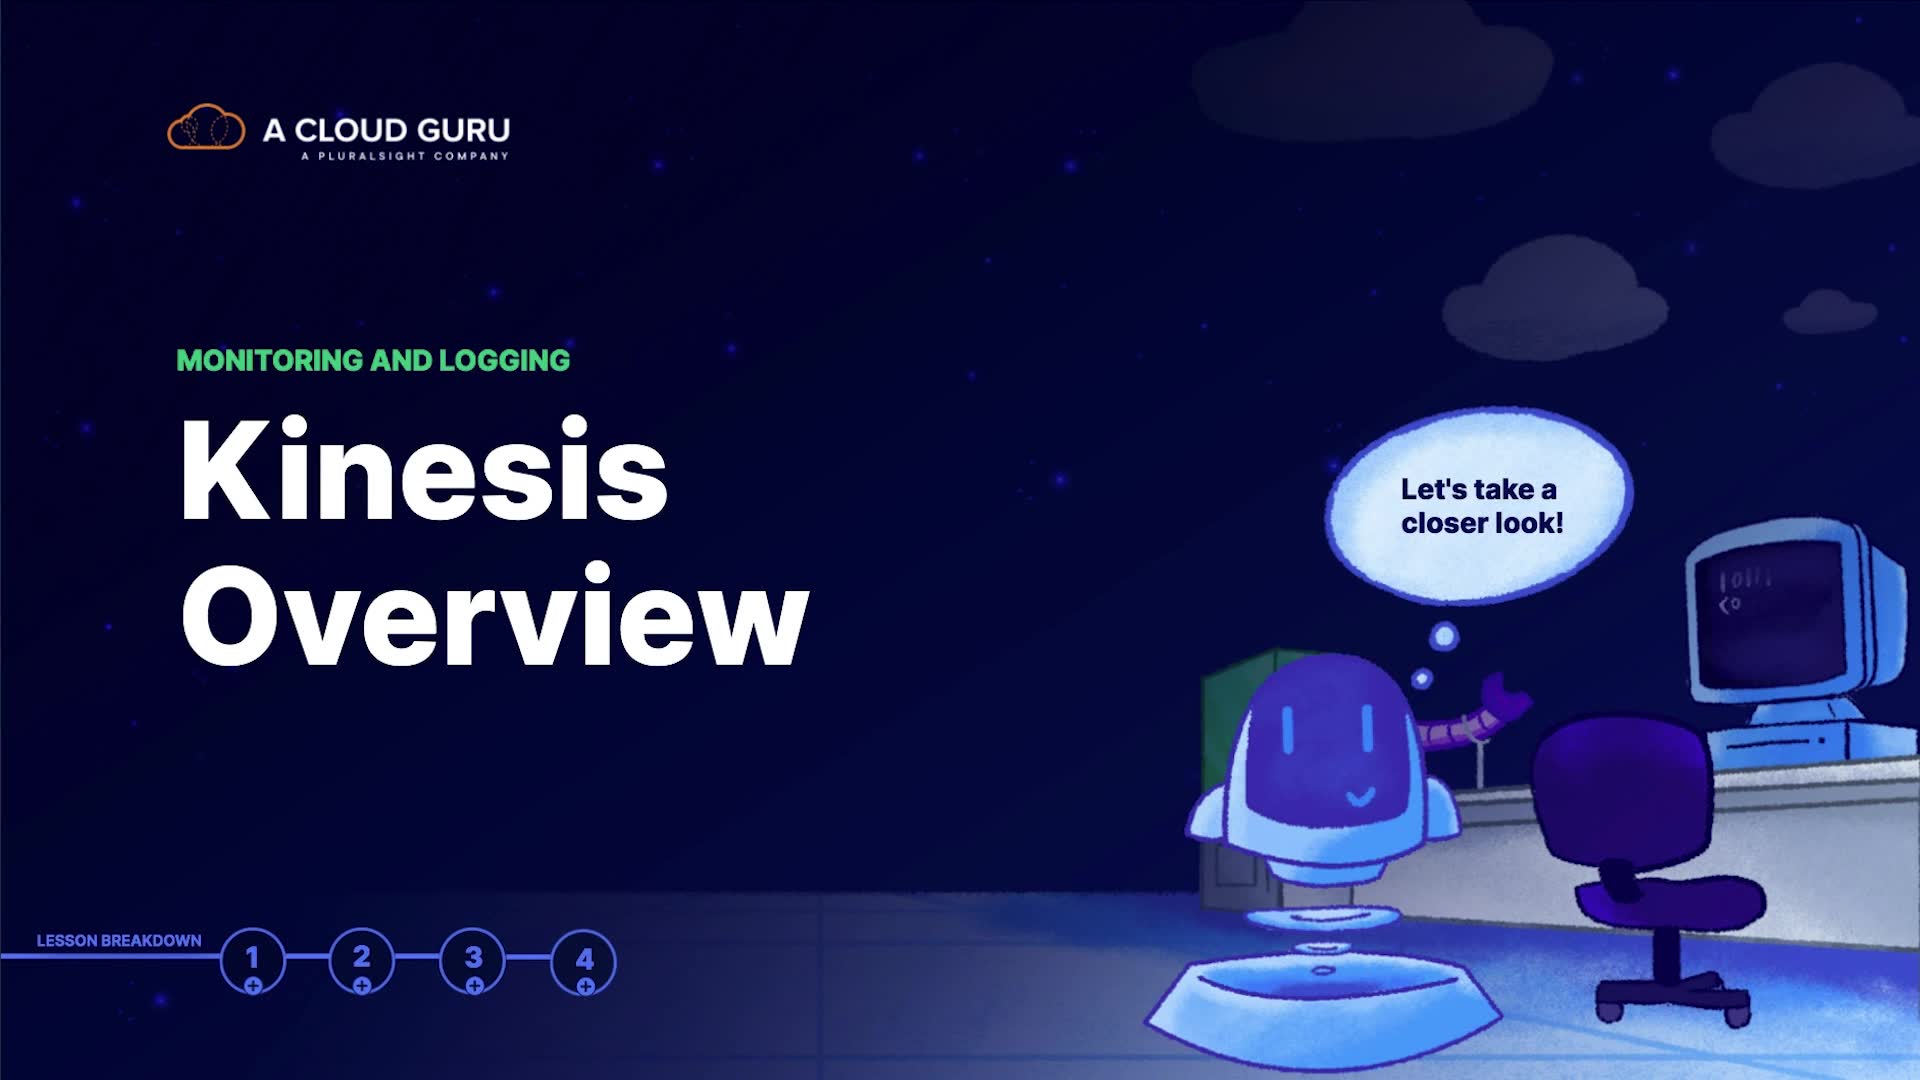 A CLOUD GURU
A PLURALSIGHT COMPANY
MONITORING AND LOGGING
Kinesis
Overview
Let's take a
closer look!
LESSON BREAKDOWN
1
2
3
4